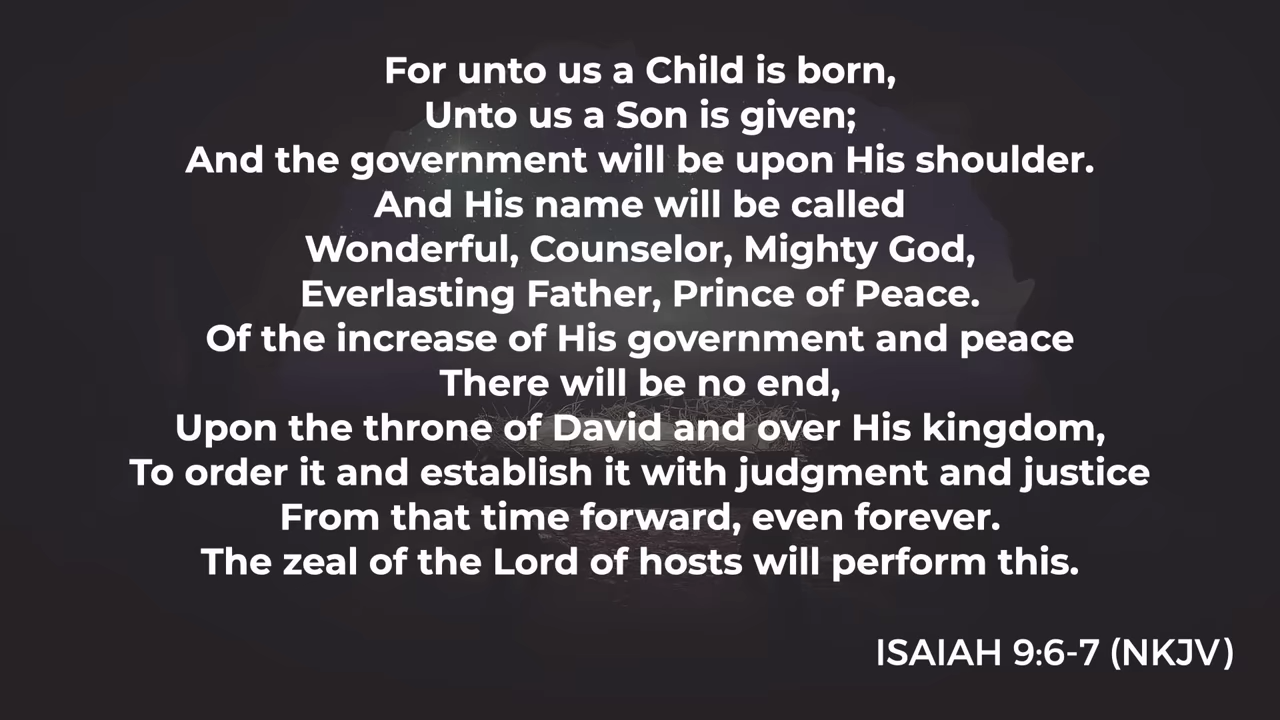 For unto us a Child is born,
Unto us a Son is given;
And the government will be upon His shoulder.
And His name will be called
Wonderful, Counselor, Mighty God,
Everlasting Father, Prince of Peace.
Of the increase of His government and peace
There will be no end,
Upon the throne of David and over His kingdom,
To order it and establish it with judgment and justice
From that time forward, even forever.
The zeal of the Lord of hosts will perform this.
ISAIAH 9:6-7 (NKJV)